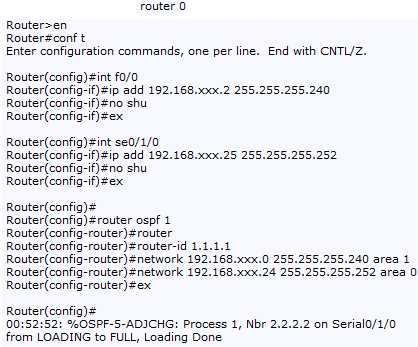 router 0
Router>en
Router#conf t
Enter configuration commands, one per line.  End with CNTL/Z.
Router(config)#int f0/0
Router(config-if)#ip add 192.168.xxx.2 255.255.255.240
Router(config-if)#no shu
Router(config-if)#ex
Router(config)#int se0/1/0
Router(config-if)#ip add 192.168.xxx.25 255.255.255.252
Router(config-if)#no shu
Router(config-if)#ex
Router(config)#
Router(config)#router ospf 1
Router(config-router)#router
Router(config-router)#router-id 1.1.1.1
Router(config-router)#network 192.168.xxx.0 255.255.255.240 area 1
Router(config-router)#network 192.168.xxx.24 255.255.255.252 area 0
Router(config-router)#ex
Router(config)#
00:52:52: %OSPF-5-ADJCHG: Process 1, Nbr 2.2.2.2 on Serial0/1/0
from LOADING to FULL, Loading Done